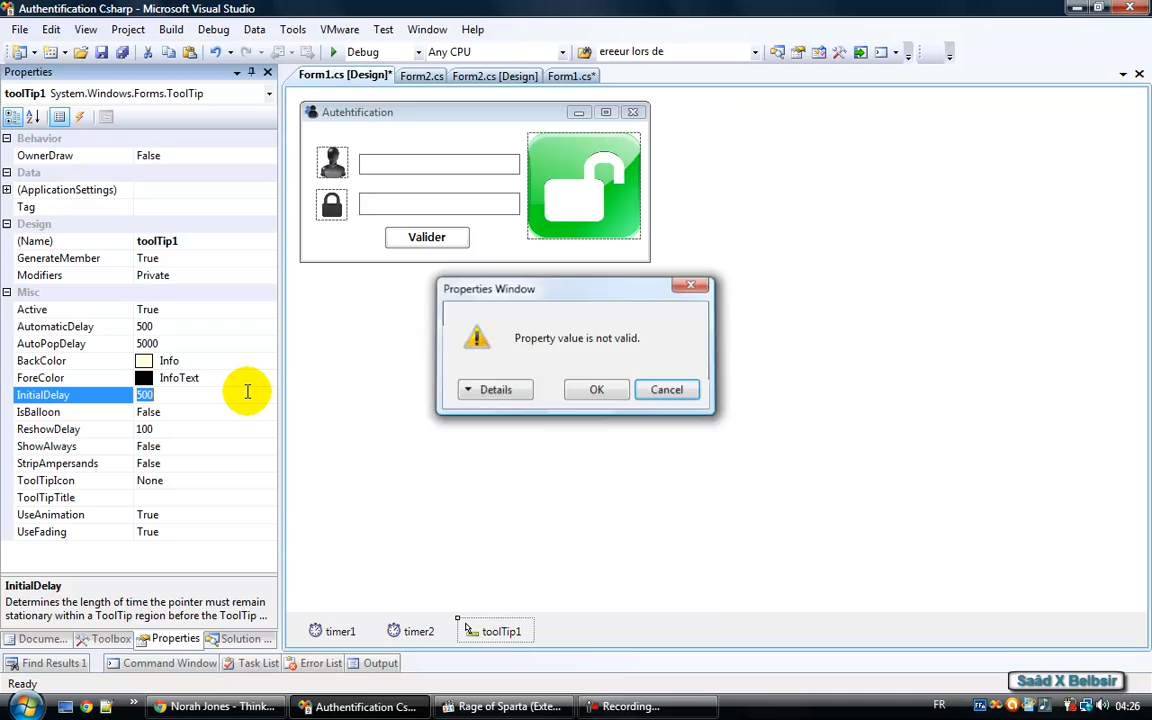 Authentification Csharp - Microsoft Visual Studio
File Edit View Project Build Debug Data Tools VMware Test Window Help
Debug Any CPU ereeur lors de
Properties
toolTip1 System.Windows.Forms.ToolTip
Behavior
OwnerDraw False
Data
(ApplicationSettings)
Tag
Design
(Name) toolTip1
GenerateMember True
Modifiers Private
Misc
Active True
AutomaticDelay 500
AutoPopDelay 5000
BackColor Info
ForeColor InfoText
InitialDelay 500
IsBalloon False
ReshowDelay 100
ShowAlways False
StripAmpersands False
ToolTipIcon None
ToolTipTitle
UseAnimation True
UseFading True
InitialDelay
Determines the length of time the pointer must remain
stationary within a ToolTip region before the ToolTip ...
Docume... Toolbox Properties Solution ...
Form1.cs [Design]* Form2.cs Form2.cs [Design] Form1.cs*
Autehtification
Valider
Properties Window
Property value is not valid.
Details OK Cancel
timer1 timer2 toolTip1
Find Results 1 Command Window Task List Error List Output
Ready
Saâd X Belbsir
Norah Jones - Think... Authentification Cs... Rage of Sparta (Exte... Recording... FR 04:26